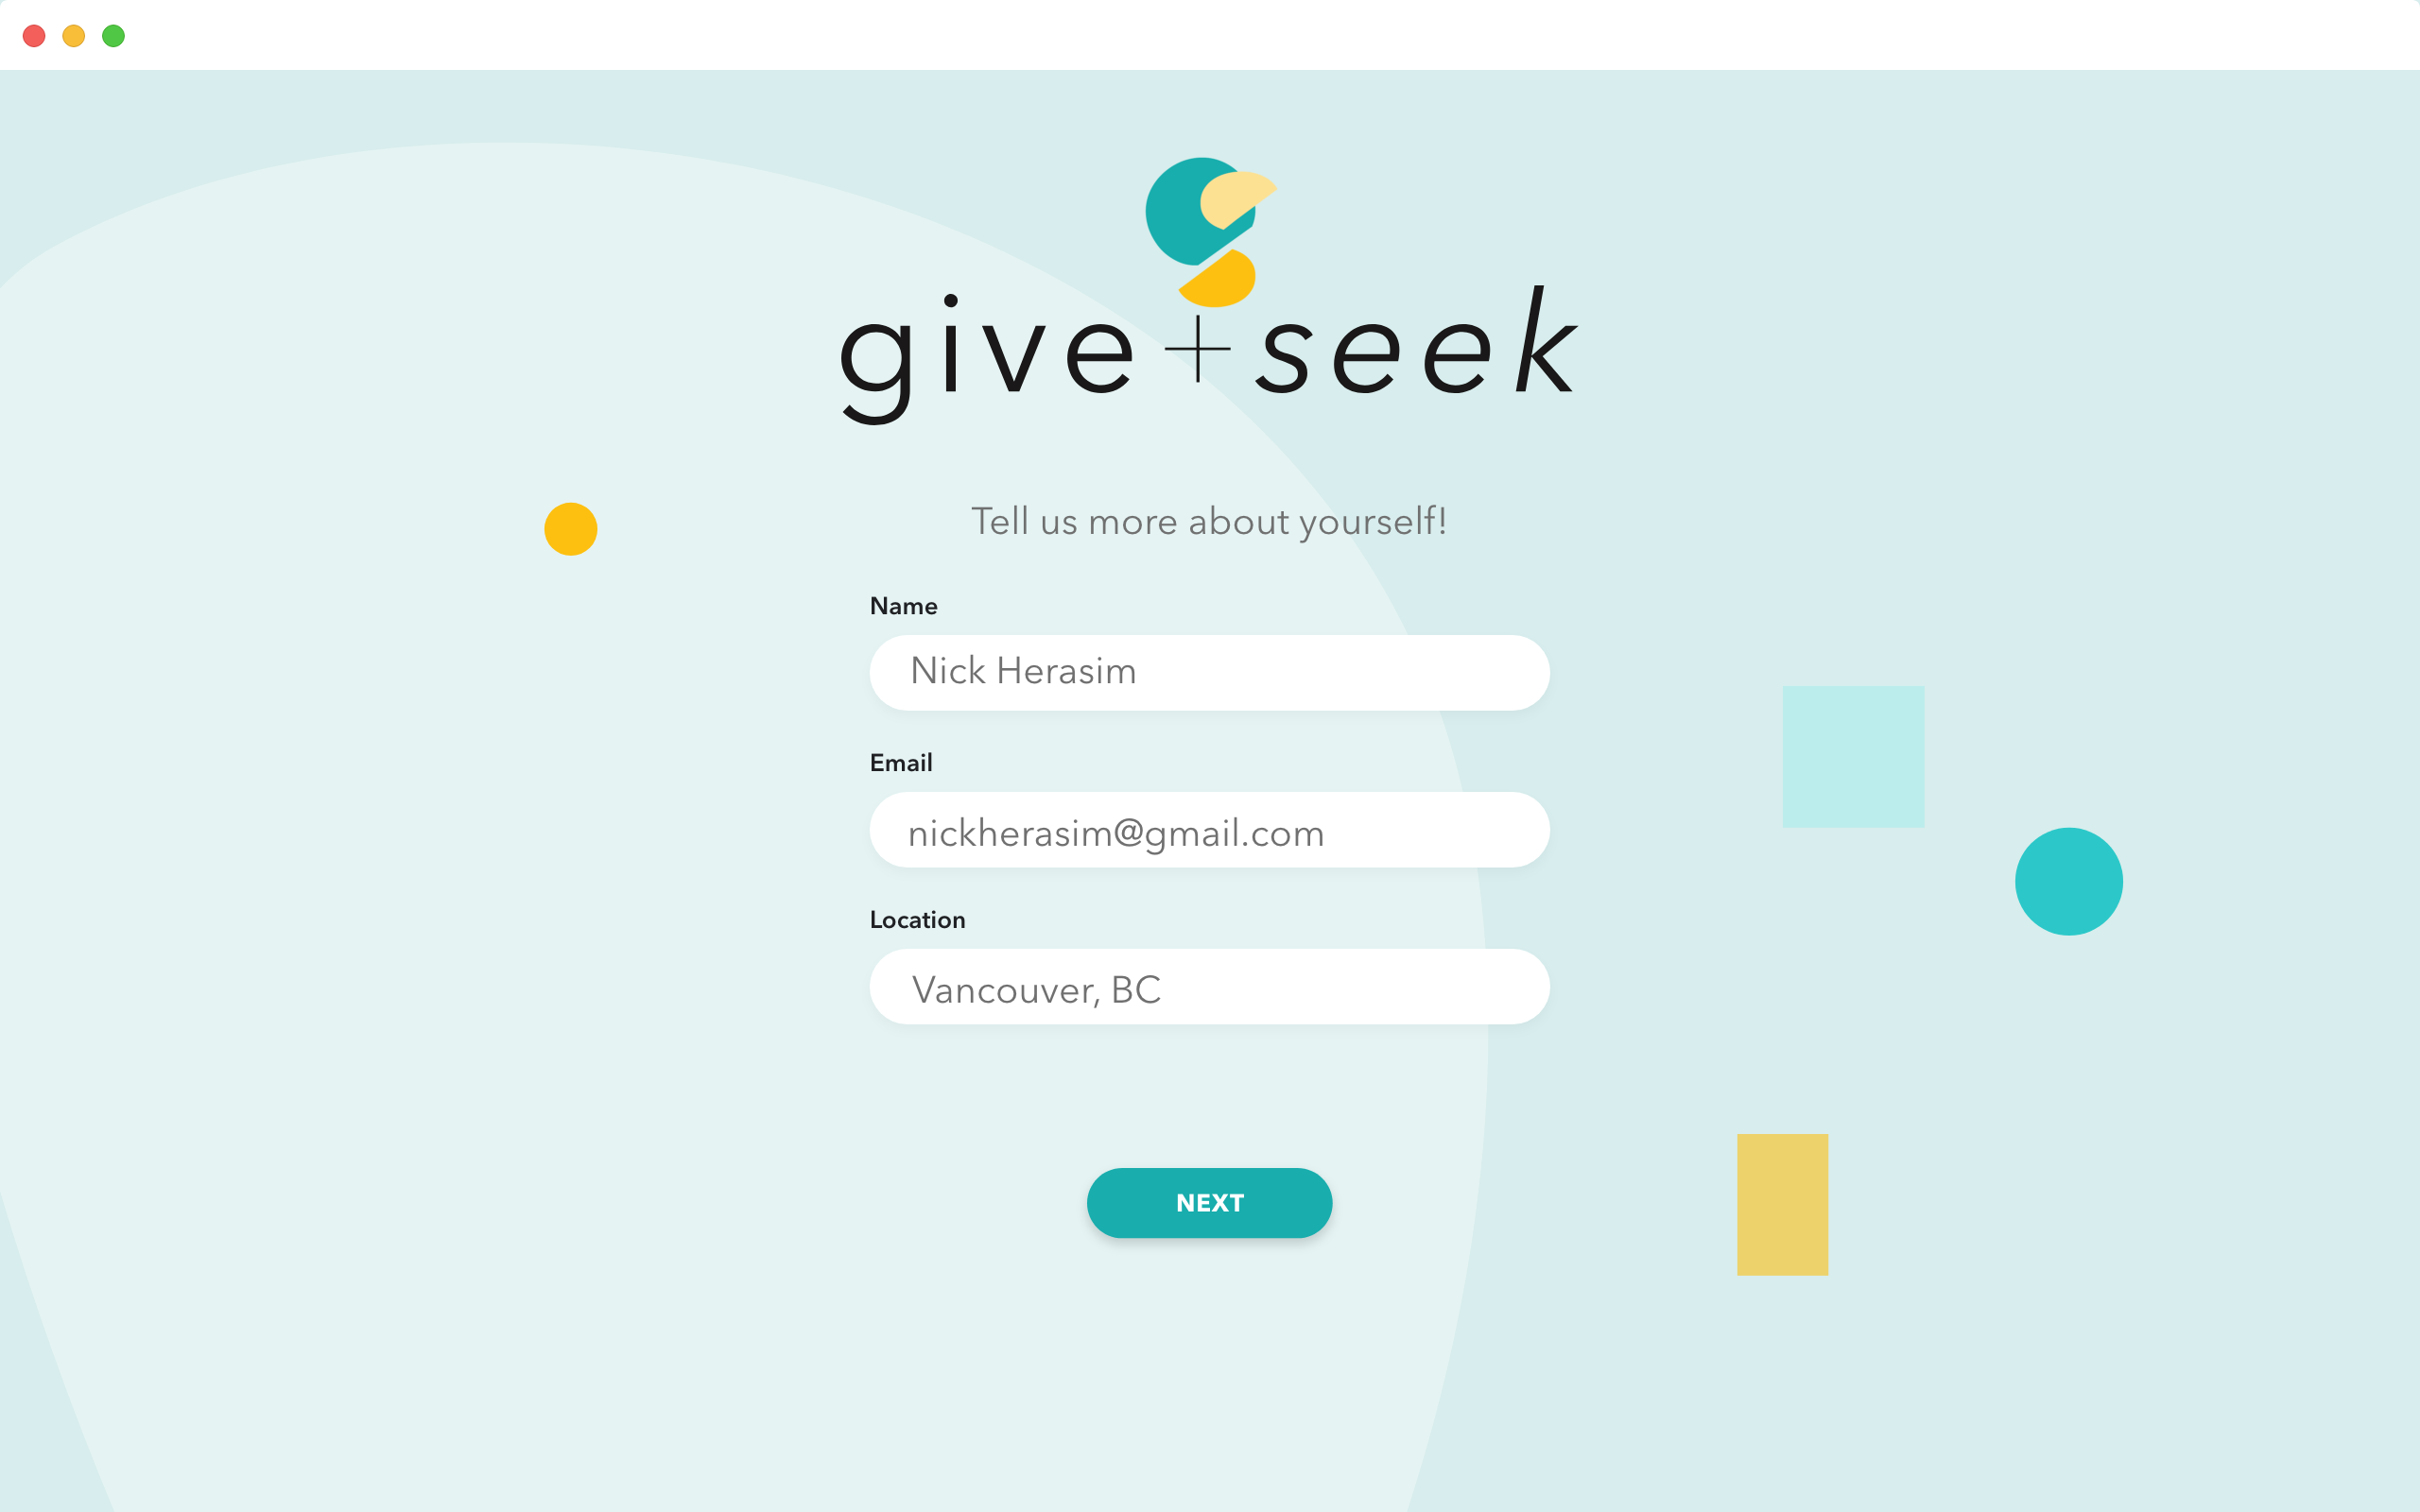 give+seek
Tell us more about yourself!
Name
Nick Herasim
Email
nickherasim@gmail.com
Location
Vancouver, BC
NEXT